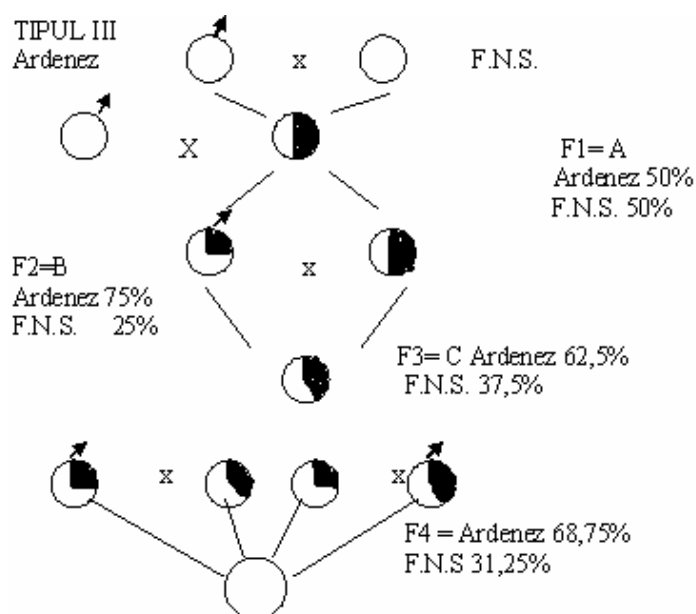 TIPUL III
Ardenez
x
F.N.S.
X
F1= A
Ardenez 50%
F.N.S. 50%
F2=B
Ardenez 75%
F.N.S. 25%
x
F3= C Ardenez 62,5%
F.N.S. 37,5%
x
x
F4 = Ardenez 68,75%
F.N.S 31,25%